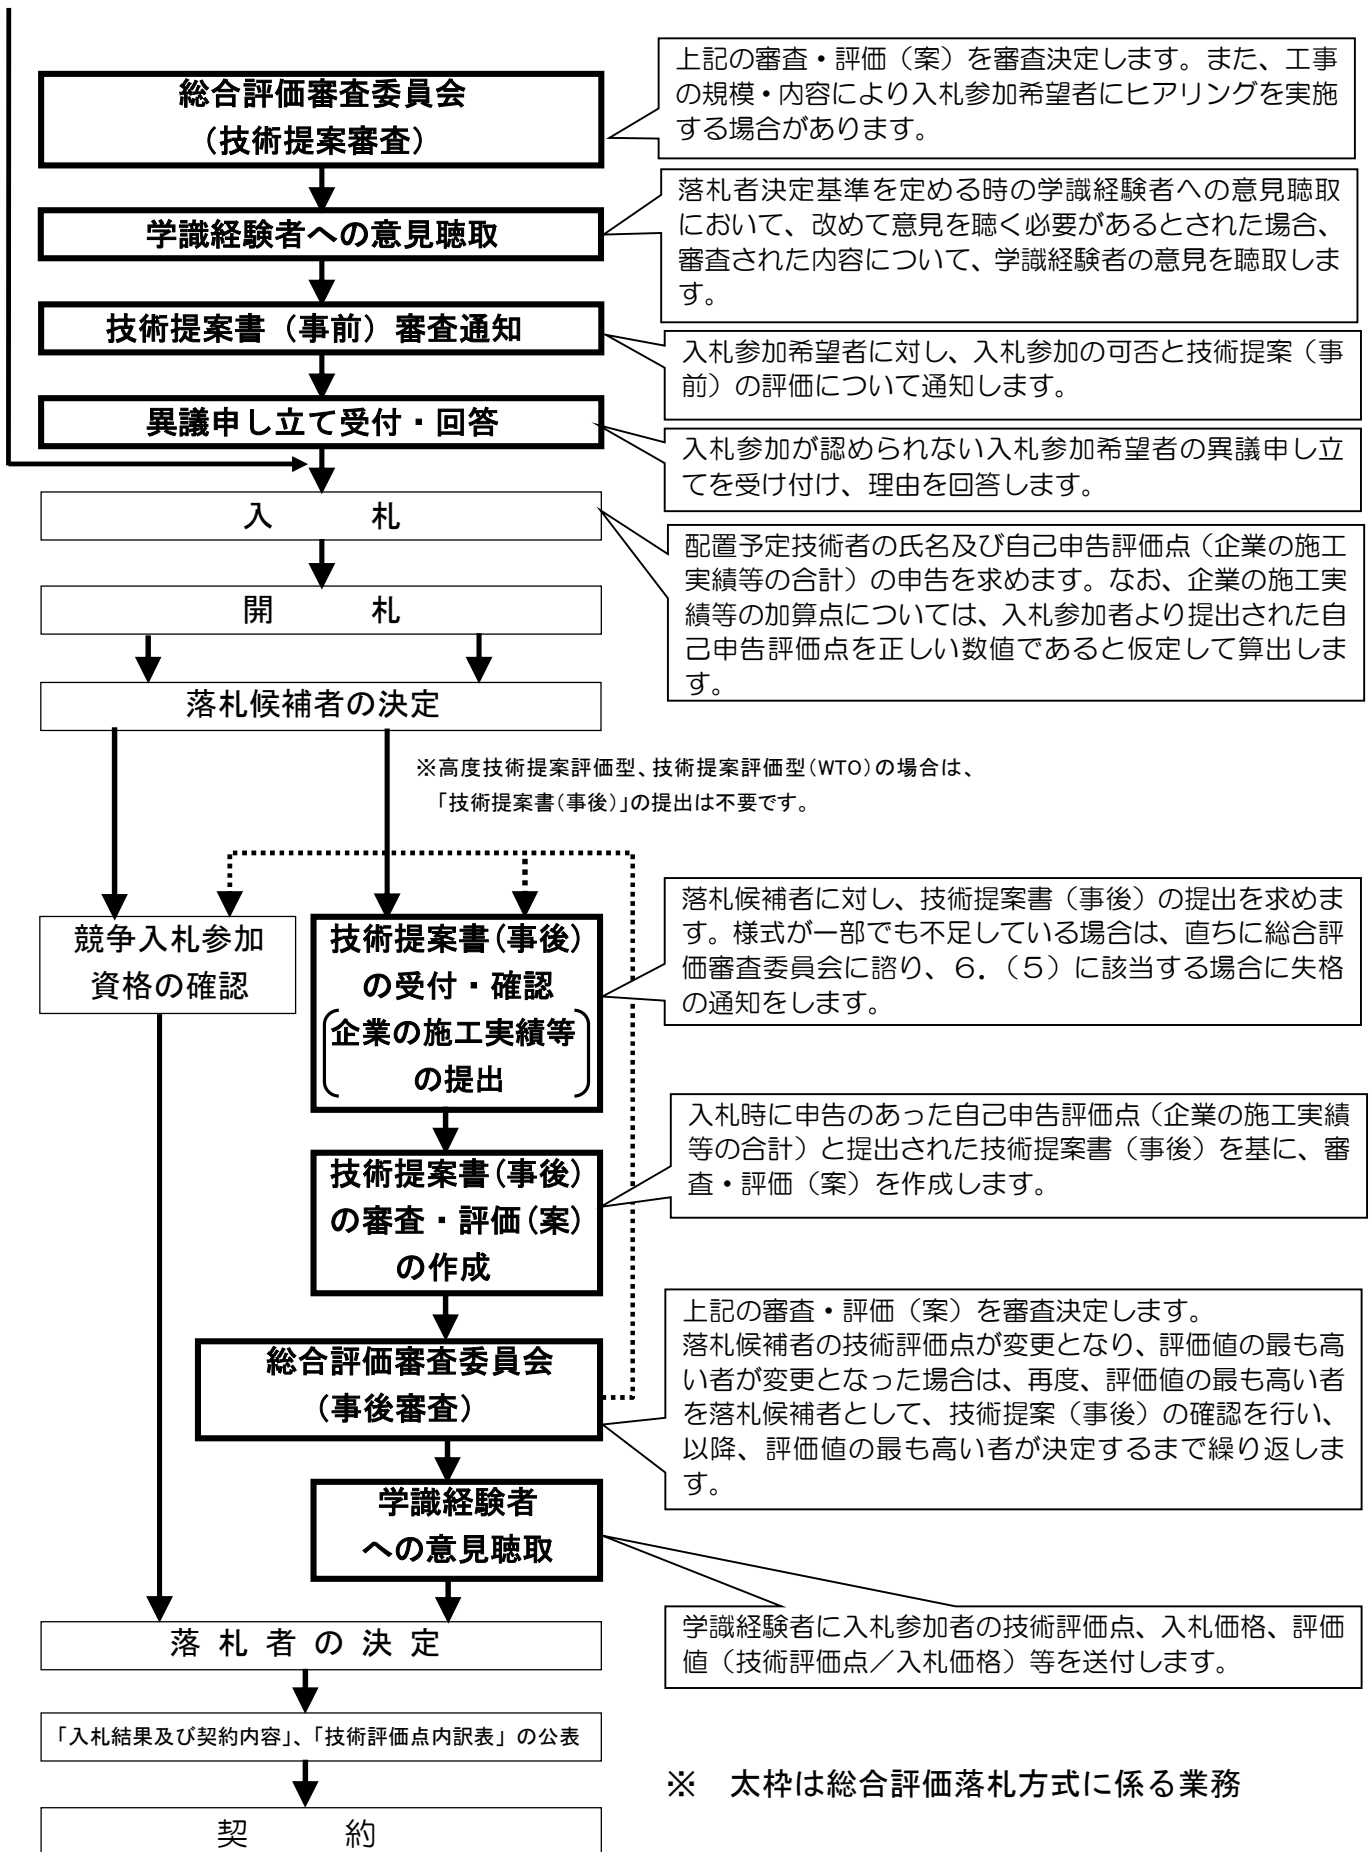 総合評価審査委員会
（技術提案審査）
上記の審査・評価（案）を審査決定します。また、工事
の規模・内容により入札参加希望者にヒアリングを実施
する場合があります。
学識経験者への意見聴取
落札者決定基準を定める時の学識経験者への意見聴取
において、改めて意見を聴く必要があるとされた場合、
審査された内容について、学識経験者の意見を聴取しま
す。
技術提案書（事前）審査通知
入札参加希望者に対し、入札参加の可否と技術提案（事
前）の評価について通知します。
異議申し立て受付・回答
入札参加が認められない入札参加希望者の異議申し立
てを受け付け、理由を回答します。
入　　　札
配置予定技術者の氏名及び自己申告評価点（企業の施工
実績等の合計）の申告を求めます。なお、企業の施工実
績等の加算点については、入札参加者より提出された自
己申告評価点を正しい数値であると仮定して算出しま
す。
開　　　札
落札候補者の決定
※高度技術提案評価型、技術提案評価型（WTO）の場合は、
「技術提案書（事後）」の提出は不要です。
競争入札参加
資格の確認
技術提案書（事後）
の受付・確認
企業の施工実績等
の提出
落札候補者に対し、技術提案書（事後）の提出を求めま
す。様式が一部でも不足している場合は、直ちに総合評
価審査委員会に諮り、６．（５）に該当する場合に失格
の通知をします。
技術提案書（事後）
の審査・評価（案）
の作成
入札時に申告のあった自己申告評価点（企業の施工実績
等の合計）と提出された技術提案書（事後）を基に、審
査・評価（案）を作成します。
総合評価審査委員会
（事後審査）
上記の審査・評価（案）を審査決定します。
落札候補者の技術評価点が変更となり、評価値の最も高
い者が変更となった場合は、再度、評価値の最も高い者
を落札候補者として、技術提案（事後）の確認を行い、
以降、評価値の最も高い者が決定するまで繰り返しま
す。
学識経験者
への意見聴取
学識経験者に入札参加者の技術評価点、入札価格、評価
値（技術評価点／入札価格）等を送付します。
落 札 者 の 決 定
「入札結果及び契約内容」、「技術評価点内訳表」の公表
※　太枠は総合評価落札方式に係る業務
契　　　約